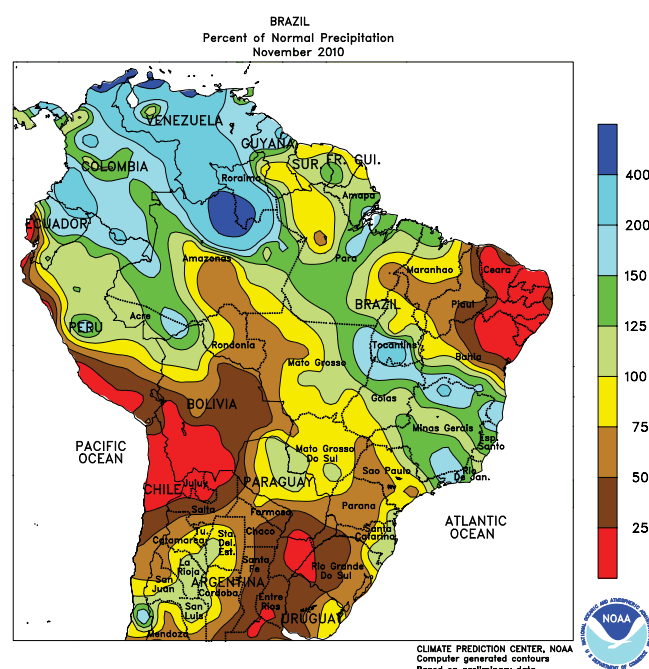 BRAZIL
Percent of Normal Precipitation
November 2010
VENEZUELA
GUYANA
SUR.
FR. GUI.
COLOMBIA
Roraima
Amapa
ECUADOR
Amazonas
Para
Maranhao
Ceara
BRAZIL
Piaui
Acre
PERU
Rondonia
Tocantins
Bahia
Mato Grosso
BOLIVIA
Goias
Minas Gerais
Esp.
Santo
PACIFIC
OCEAN
Mato Grosso
Do Sul
Sao Paulo
Rio
De Jan.
CHILE
Jujuy
PARAGUAY
Salta
Formosa
Parana
ATLANTIC
OCEAN
Tu.
Catamarca
Sta.
Del
Est.
Chaco
Santa
Catarina
La
Rioja
Santa
Fe
Rio Grande
Do Sul
San
Juan
ARGENTINA
Cordoba
San
Luis
Entre
Rios
URUGUAY
Mendoza
400
200
150
125
100
75
50
25
NOAA
CLIMATE PREDICTION CENTER, NOAA
Computer generated contours
Based on preliminary data